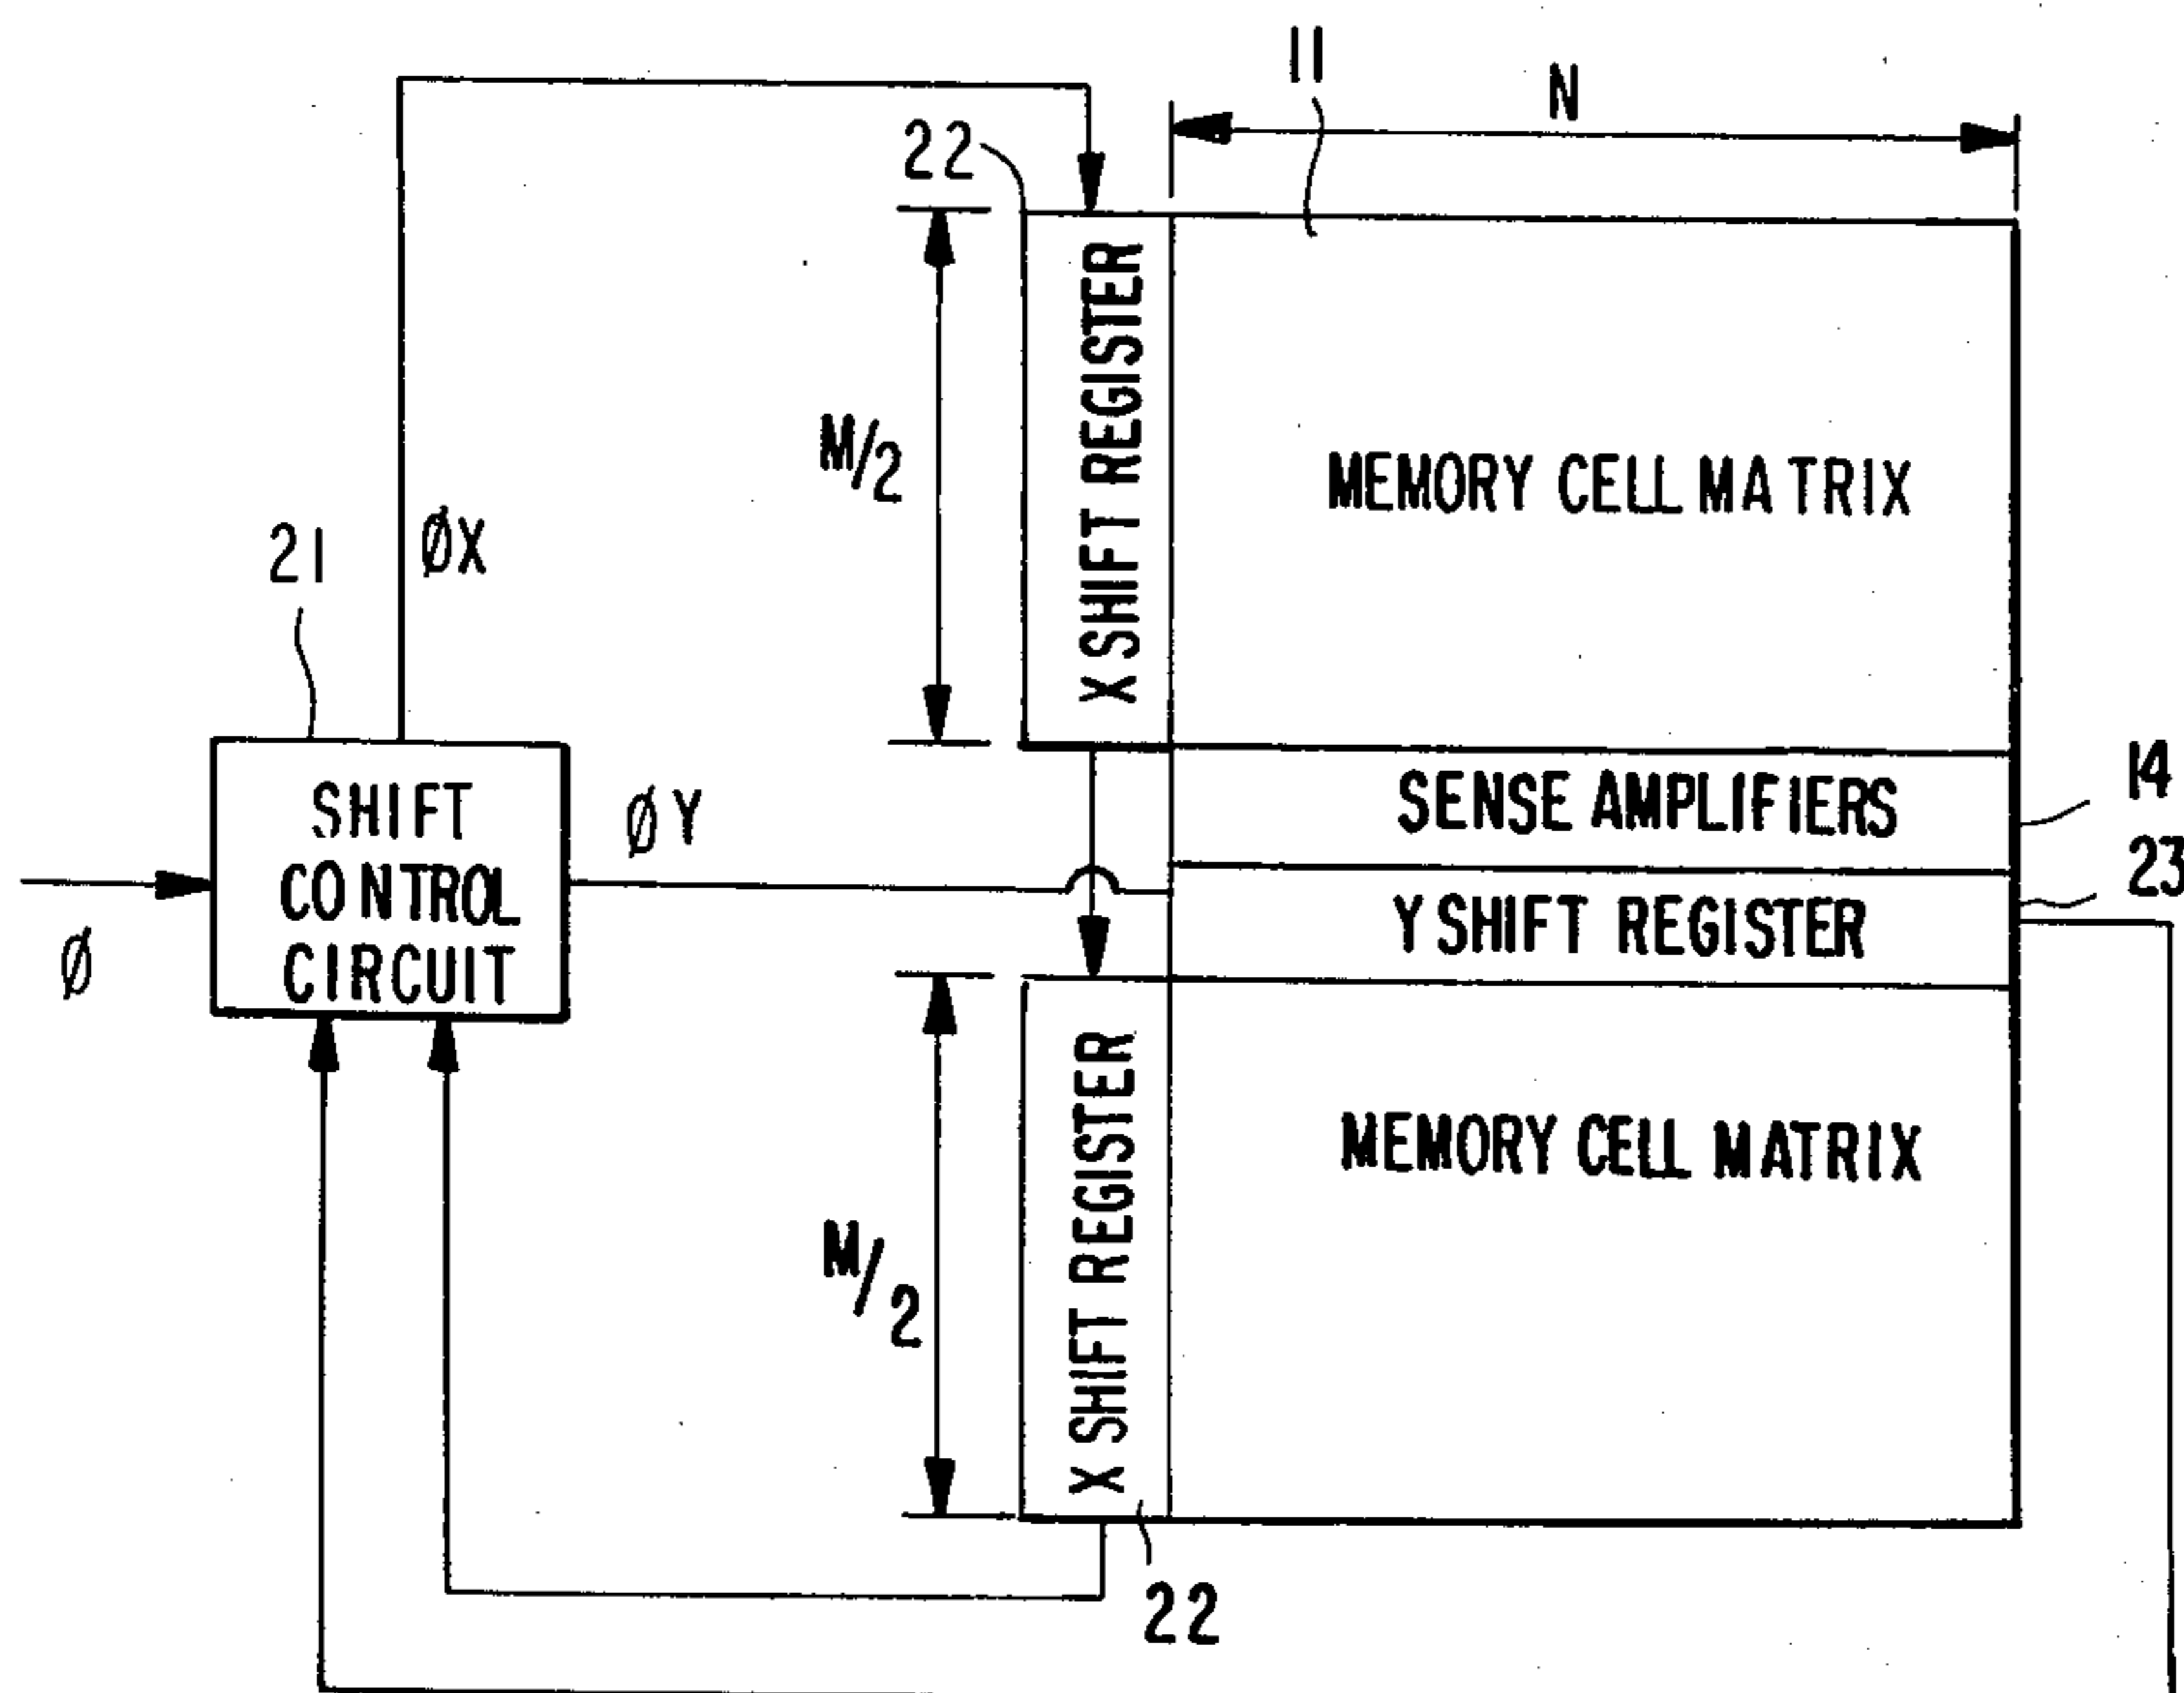 11
N
22
X SHIFT REGISTER
M/2
MEMORY CELL MATRIX
21
ØX
SHIFT
CONTROL
CIRCUIT
Ø
ØY
SENSE AMPLIFIERS
14
Y SHIFT REGISTER
23
X SHIFT REGISTER
M/2
MEMORY CELL MATRIX
22